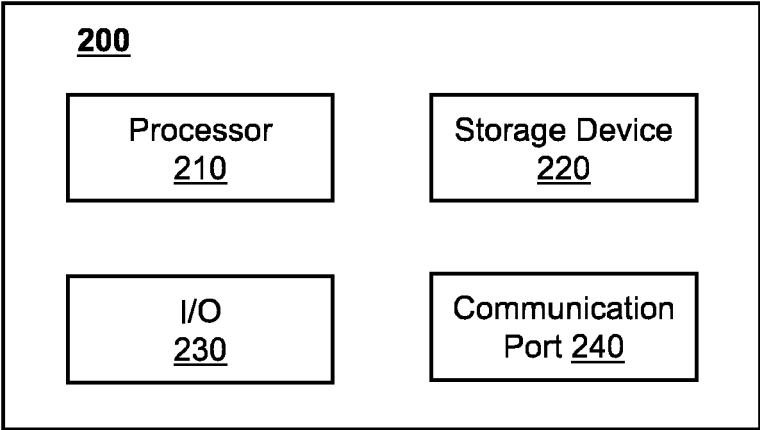 200
Processor
210
Storage Device
220
I/O
230
Communication
Port 240